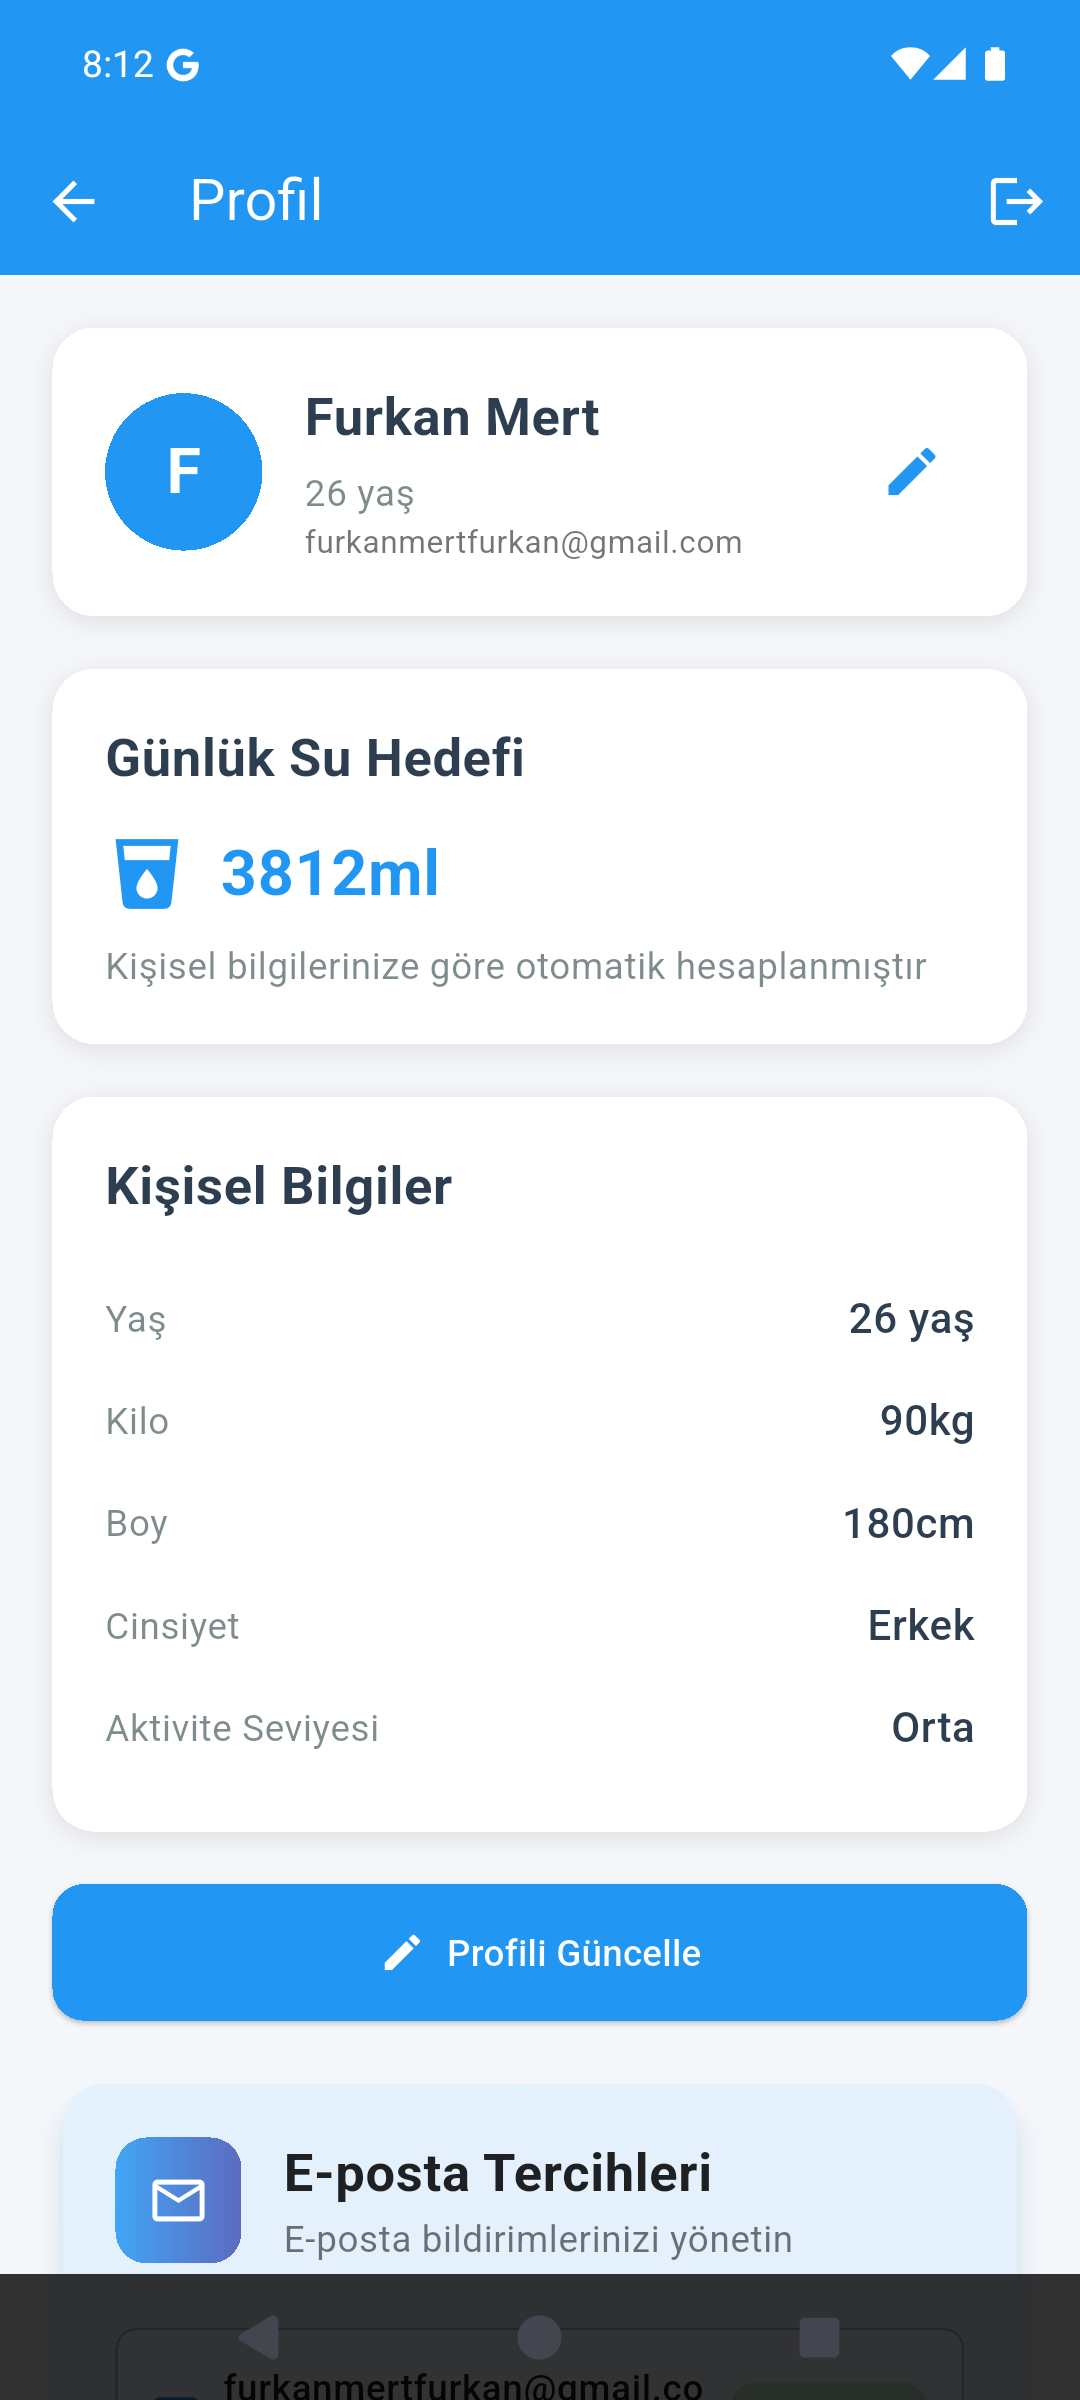 8:12
Profil
F
Furkan Mert
26 yaş
furkanmertfurkan@gmail.com
Günlük Su Hedefi
3812ml
Kişisel bilgilerinize göre otomatik hesaplanmıştır
Kişisel Bilgiler
Yaş 26 yaş
Kilo 90kg
Boy 180cm
Cinsiyet Erkek
Aktivite Seviyesi Orta
Profili Güncelle
E-posta Tercihleri
E-posta bildirimlerinizi yönetin
furkanmertfurkan@gmail.co